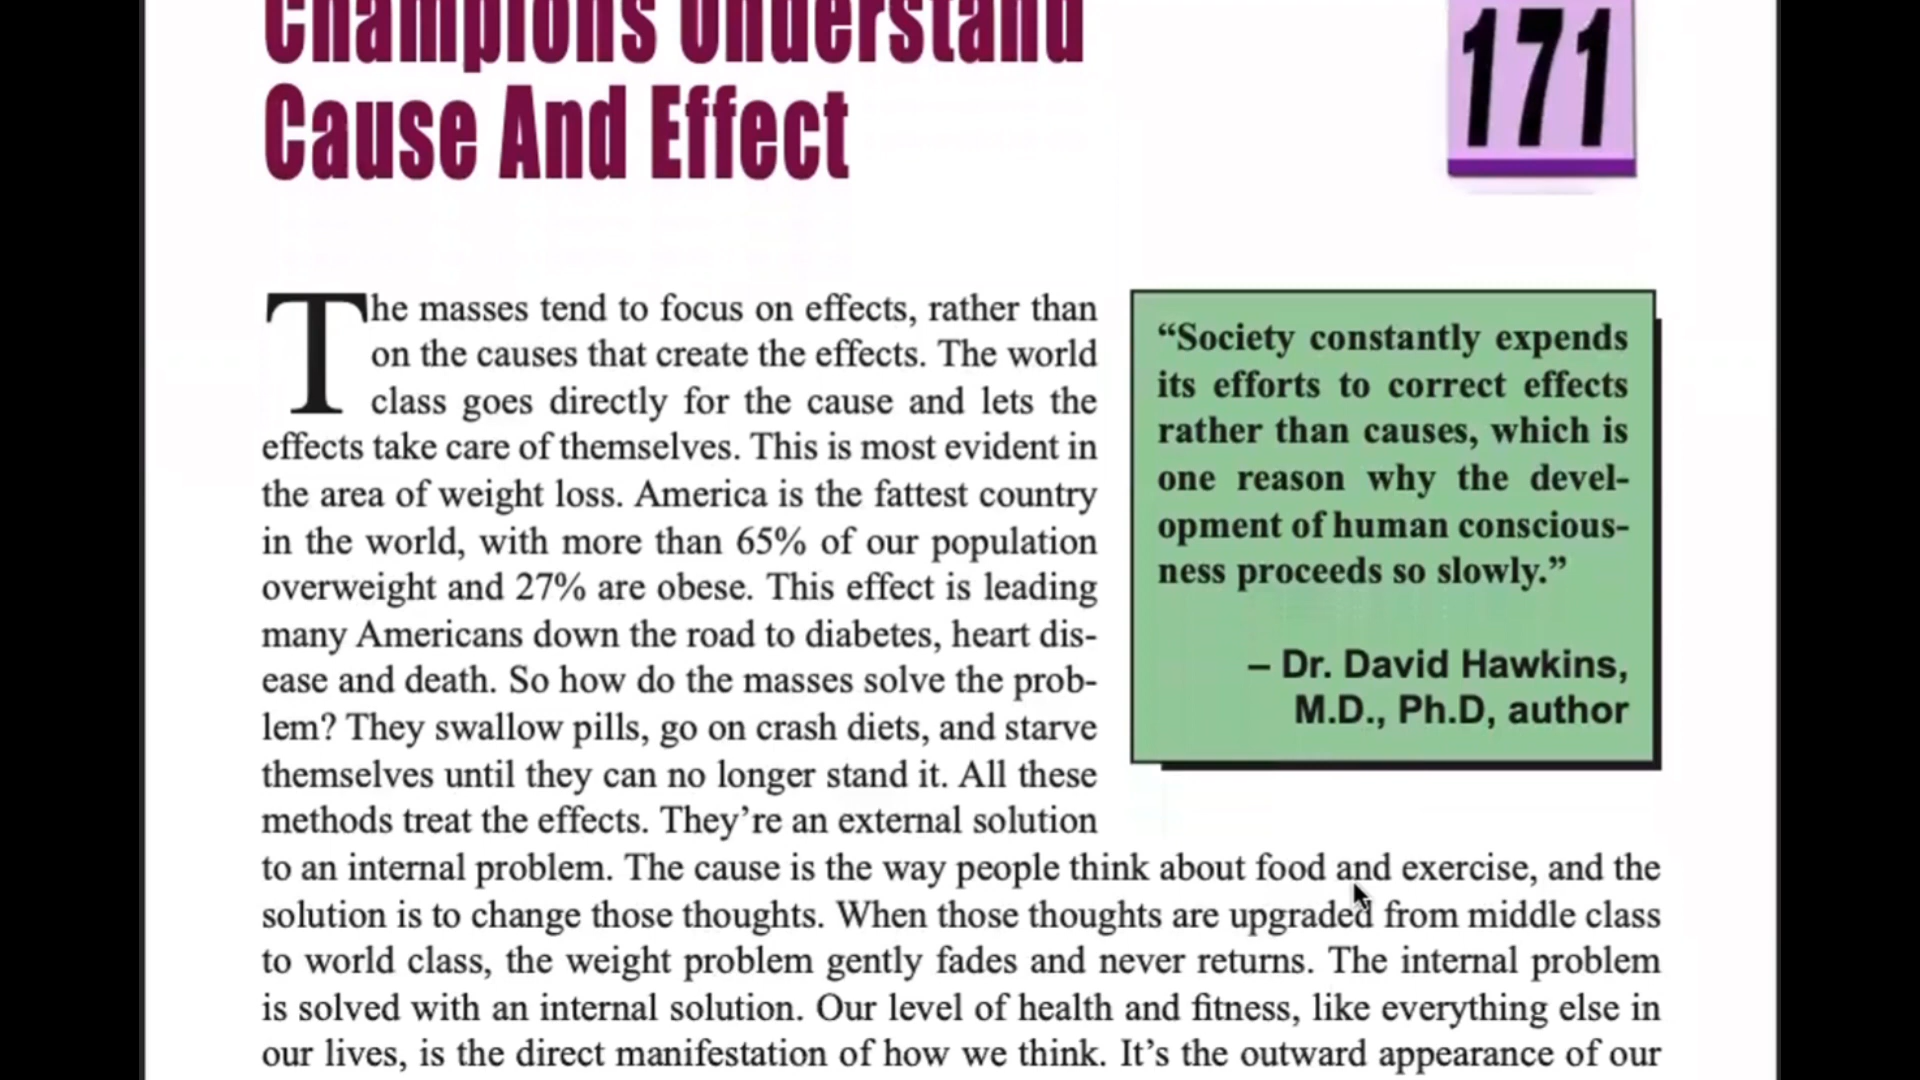 Champions Understand
Cause And Effect
171
The masses tend to focus on effects, rather than
on the causes that create the effects. The world
class goes directly for the cause and lets the
effects take care of themselves. This is most evident in
the area of weight loss. America is the fattest country
in the world, with more than 65% of our population
overweight and 27% are obese. This effect is leading
many Americans down the road to diabetes, heart dis-
ease and death. So how do the masses solve the prob-
lem? They swallow pills, go on crash diets, and starve
themselves until they can no longer stand it. All these
methods treat the effects. They’re an external solution
to an internal problem. The cause is the way people think about food and exercise, and the
solution is to change those thoughts. When those thoughts are upgraded from middle class
to world class, the weight problem gently fades and never returns. The internal problem
is solved with an internal solution. Our level of health and fitness, like everything else in
our lives, is the direct manifestation of how we think. It’s the outward appearance of our
“Society constantly expends
its efforts to correct effects
rather than causes, which is
one reason why the devel-
opment of human conscious-
ness proceeds so slowly.”
– Dr. David Hawkins,
M.D., Ph.D, author